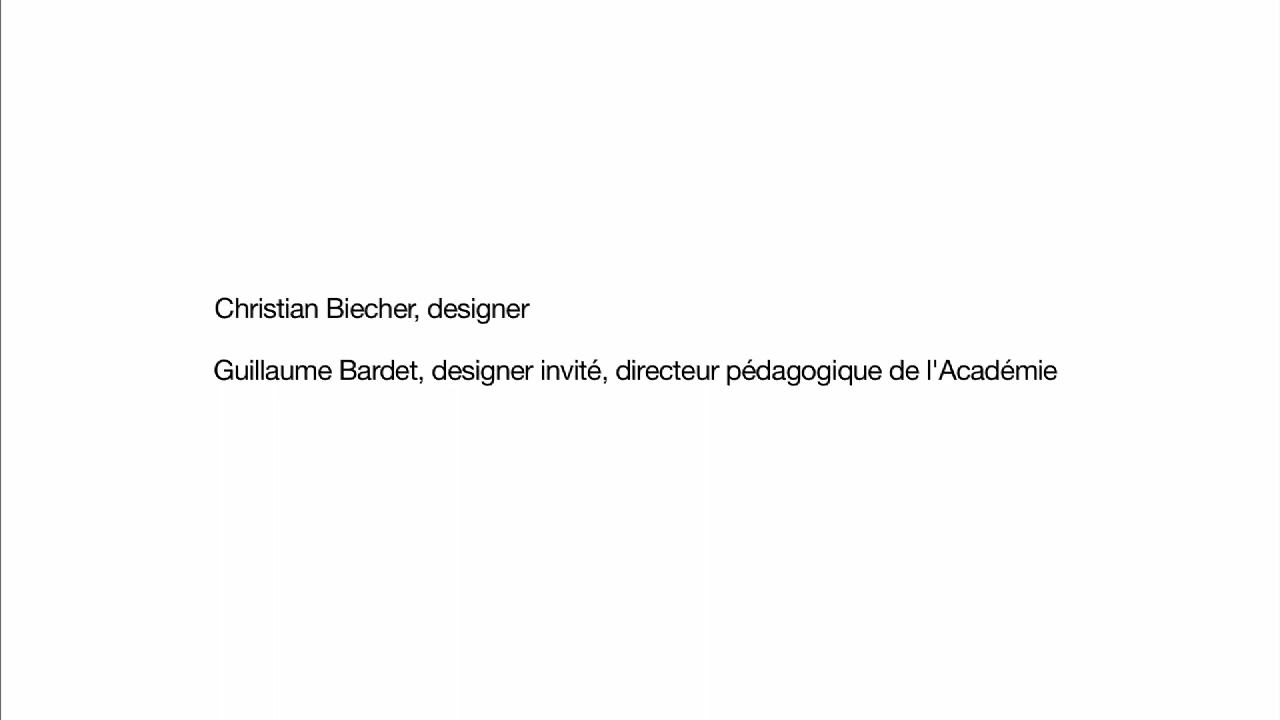 Christian Biecher, designer
Guillaume Bardet, designer invité, directeur pédagogique de l'Académie